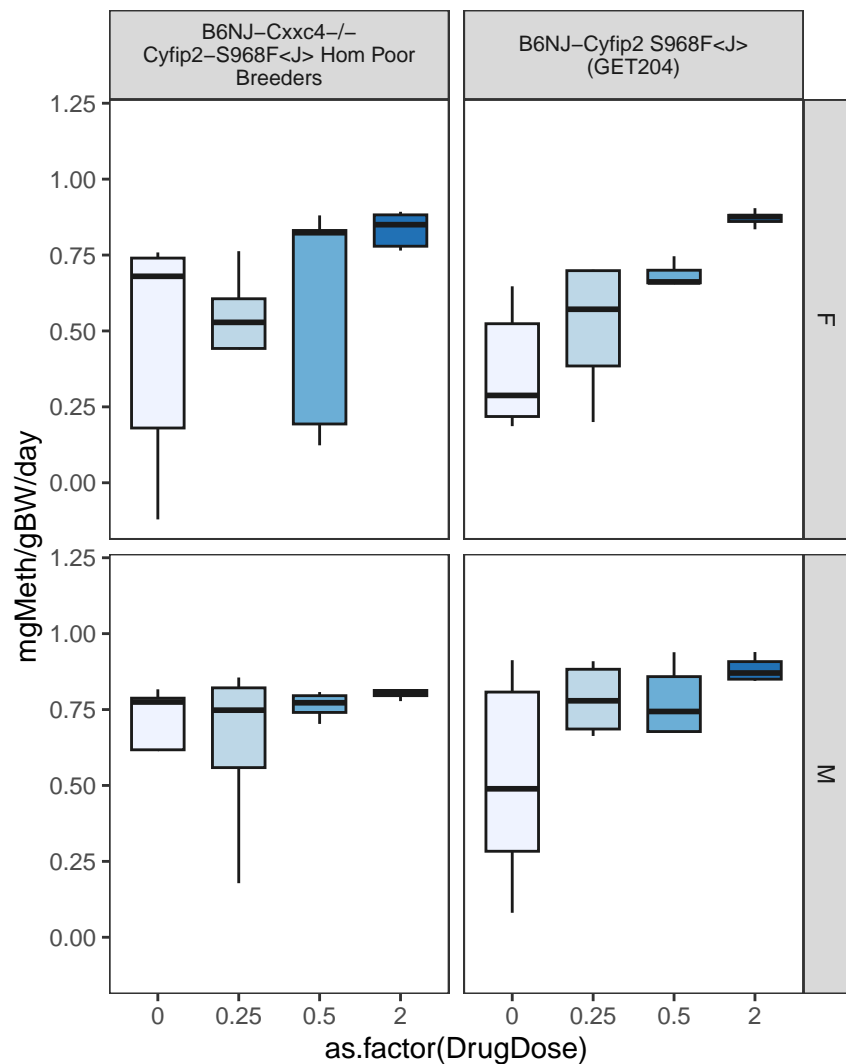 B6NJ−Cxxc4−/−
Cyfip2−S968F<J> Hom Poor
Breeders
B6NJ−Cyfip2 S968F<J>
(GET204)
1.25
1.00
0.75
0.50
0.25
0.00
F
1.25
1.00
0.75
0.50
0.25
0.00
M
mgMeth/gBW/day
0 0.25 0.5 2
0 0.25 0.5 2
as.factor(DrugDose)